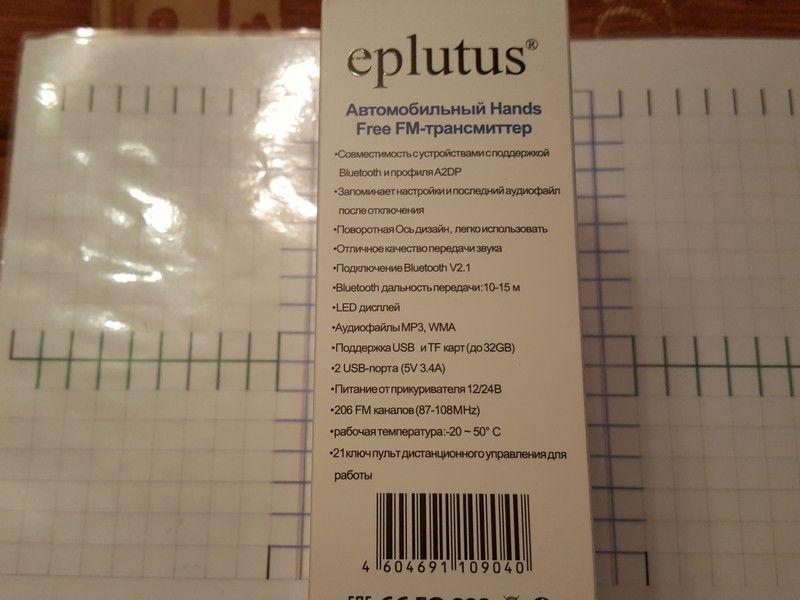 eplutus®
Автомобильный Hands
Free FM-трансмиттер
•Совместимость с устройствами с поддержкой
Bluetooth и профиля A2DP
•Запоминает настройки и последний аудиофайл
после отключения
•Поворотная Ось дизайн, легко использовать
•Отличное качество передачи звука
•Подключение Bluetooth V2.1
•Bluetooth дальность передачи:10-15 м
•LED дисплей
•Аудиофайлы MP3, WMA
•Поддержка USB и TF карт (до 32GB)
•2 USB-порта (5V 3.4A)
•Питание от прикуривателя 12/24В
•206 FM каналов (87-108MHz)
•рабочая температура:-20 ~ 50° C
•21 ключ пульт дистанционного управления для
работы
4 604691 109040